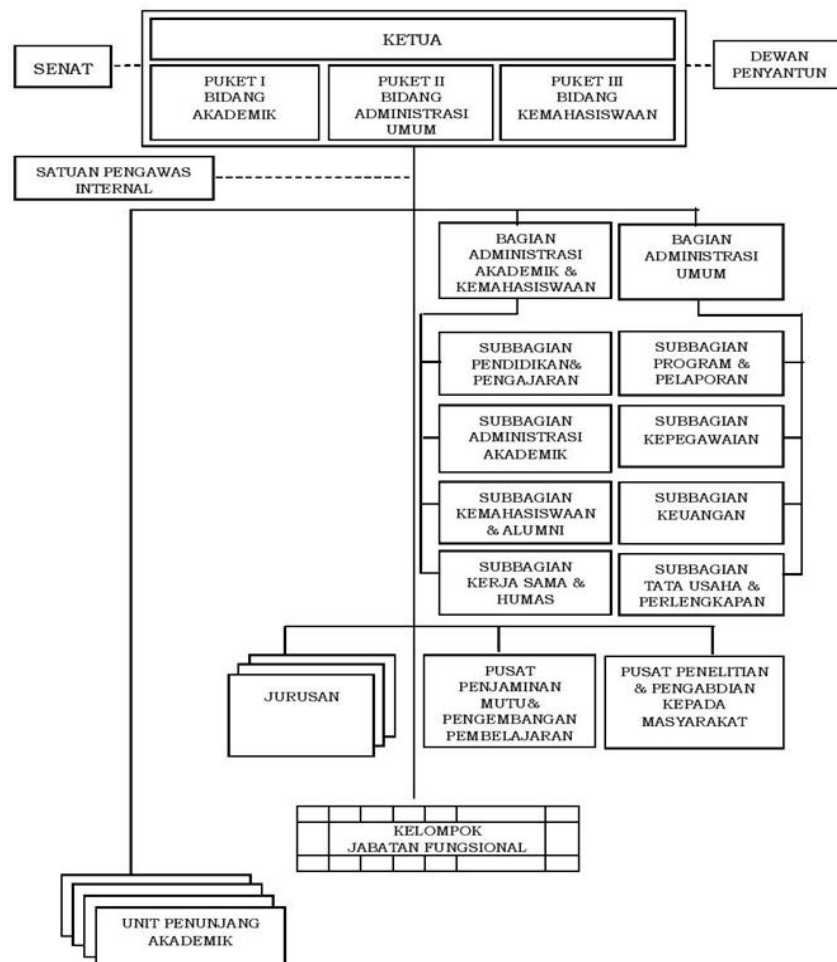 KETUA
SENAT
DEWAN
PENYANTUN
PUKET I
BIDANG
AKADEMIK
PUKET II
BIDANG
ADMINISTRASI
UMUM
PUKET III
BIDANG
KEMAHASISWAAN
SATUAN PENGAWAS
INTERNAL
BAGIAN
ADMINISTRASI
AKADEMIK &
KEMAHASISWAAN
BAGIAN
ADMINISTRASI
UMUM
SUBBAGIAN
PENDIDIKAN&
PENGAJARAN
SUBBAGIAN
PROGRAM &
PELAPORAN
SUBBAGIAN
ADMINISTRASI
AKADEMIK
SUBBAGIAN
KEPEGAWAIAN
SUBBAGIAN
KEMAHASISWAAN
& ALUMNI
SUBBAGIAN
KEUANGAN
SUBBAGIAN
KERJA SAMA &
HUMAS
SUBBAGIAN
TATA USAHA &
PERLENGKAPAN
JURUSAN
PUSAT
PENJAMINAN
MUTU&
PENGEMBANGAN
PEMBELAJARAN
PUSAT PENELITIAN
& PENGABDIAN
KEPADA
MASYARAKAT
KELOMPOK
JABATAN FUNGSIONAL
UNIT PENUNJANG
AKADEMIK